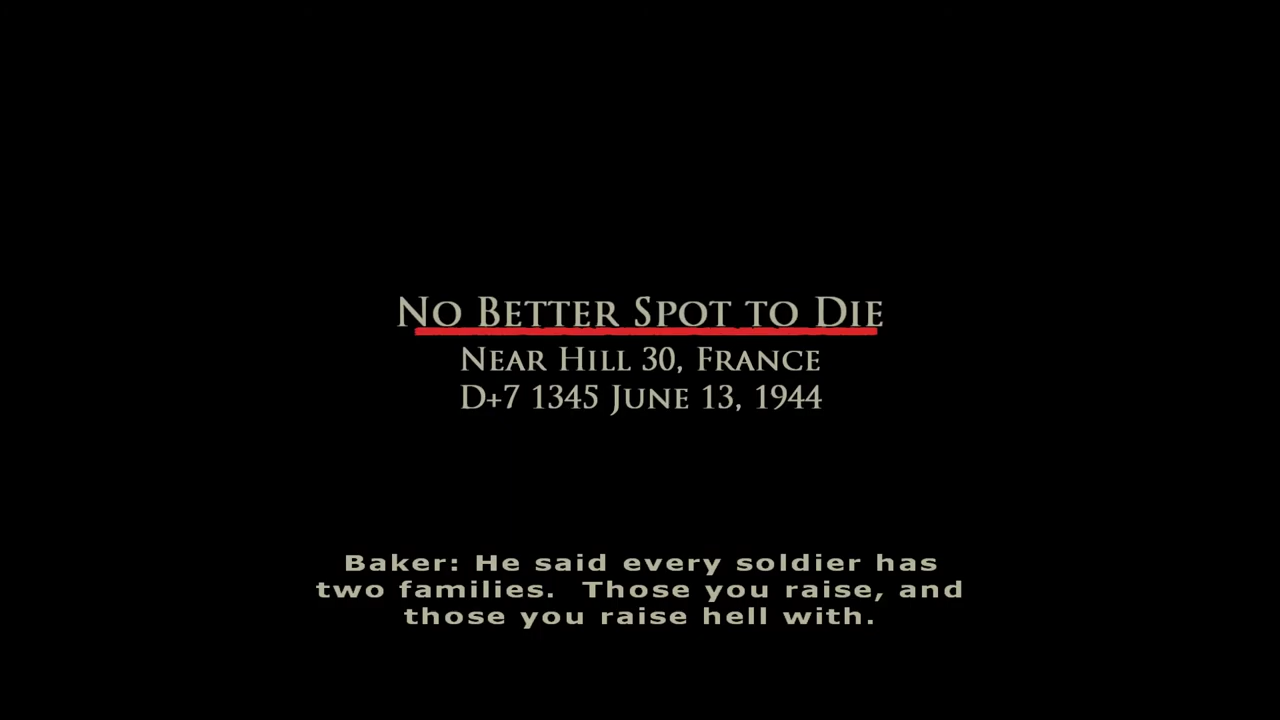 No Better Spot to Die
Near Hill 30, France
D+7 1345 June 13, 1944
Baker: He said every soldier has
two families.  Those you raise, and
those you raise hell with.